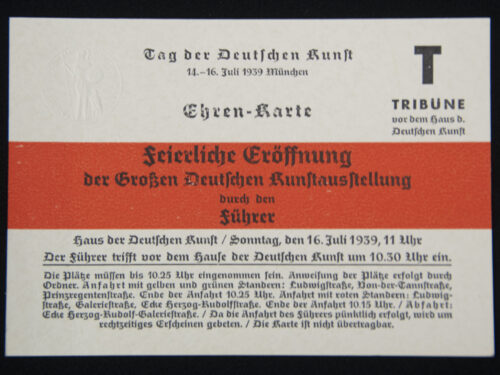 Tag der Deutschen Kunst
14.–16. Juli 1939 München
T
Ehren-Karte
TRIBÜNE
vor dem Haus d.
Deutschen Kunst
Feierliche Eröffnung
der Großen Deutschen Kunstausstellung
durch den
Führer
Haus der Deutschen Kunst / Sonntag, den 16. Juli 1939, 11 Uhr
Der Führer trifft vor dem Hause der Deutschen Kunst um 10.30 Uhr ein.
Die Plätze müssen bis 10.25 Uhr eingenommen sein. Anweisung der Plätze erfolgt durch
Ordner. Anfahrt mit gelben und grünen Standern: Ludwigstraße, Von-der-Tannstraße,
Prinzregentenstraße. Ende der Anfahrt 10.25 Uhr. Anfahrt mit roten Standern: Ludwig-
straße, Galeriestraße, Ecke Herzog-Rudolfstraße. Ende der Anfahrt 10.15 Uhr. / Abfahrt:
Ecke Herzog-Rudolf-Galeriestraße. / Da die Anfahrt des Führers pünktlich erfolgt, wird um
rechtzeitiges Erscheinen gebeten. / Die Karte ist nicht übertragbar.